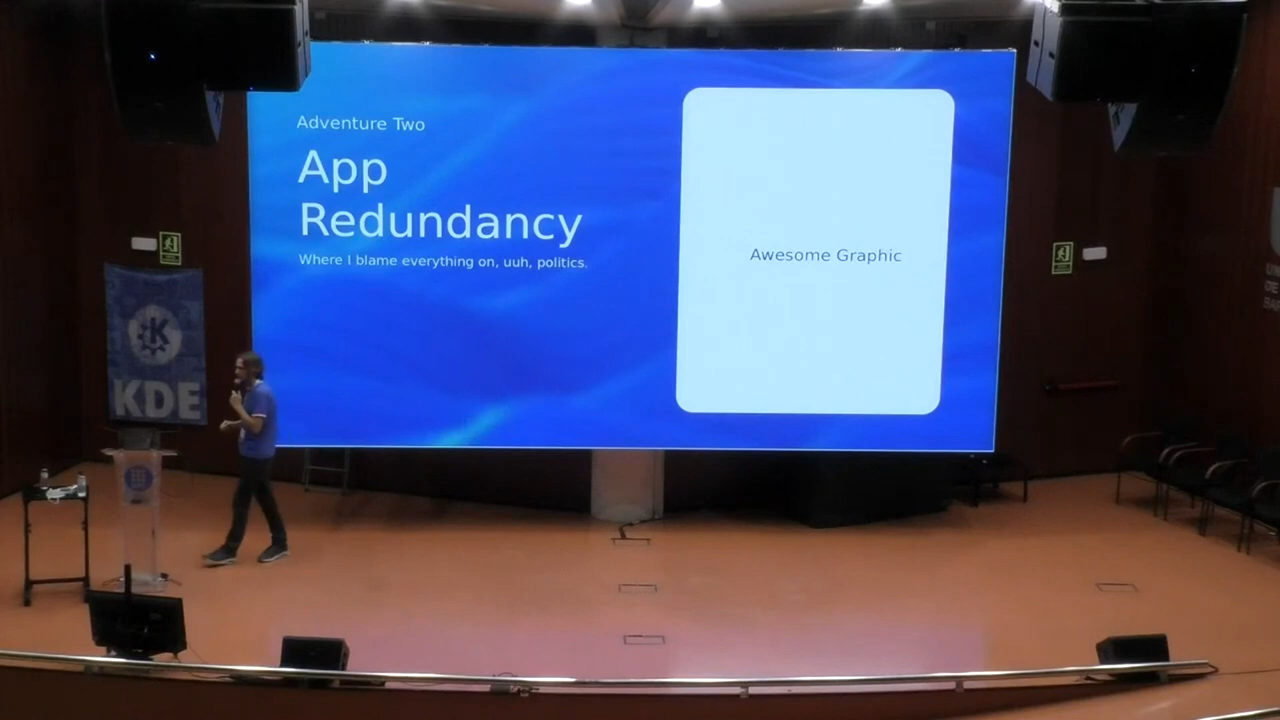 Adventure Two
App
Redundancy
Where I blame everything on, uuh, politics.
Awesome Graphic
K
KDE